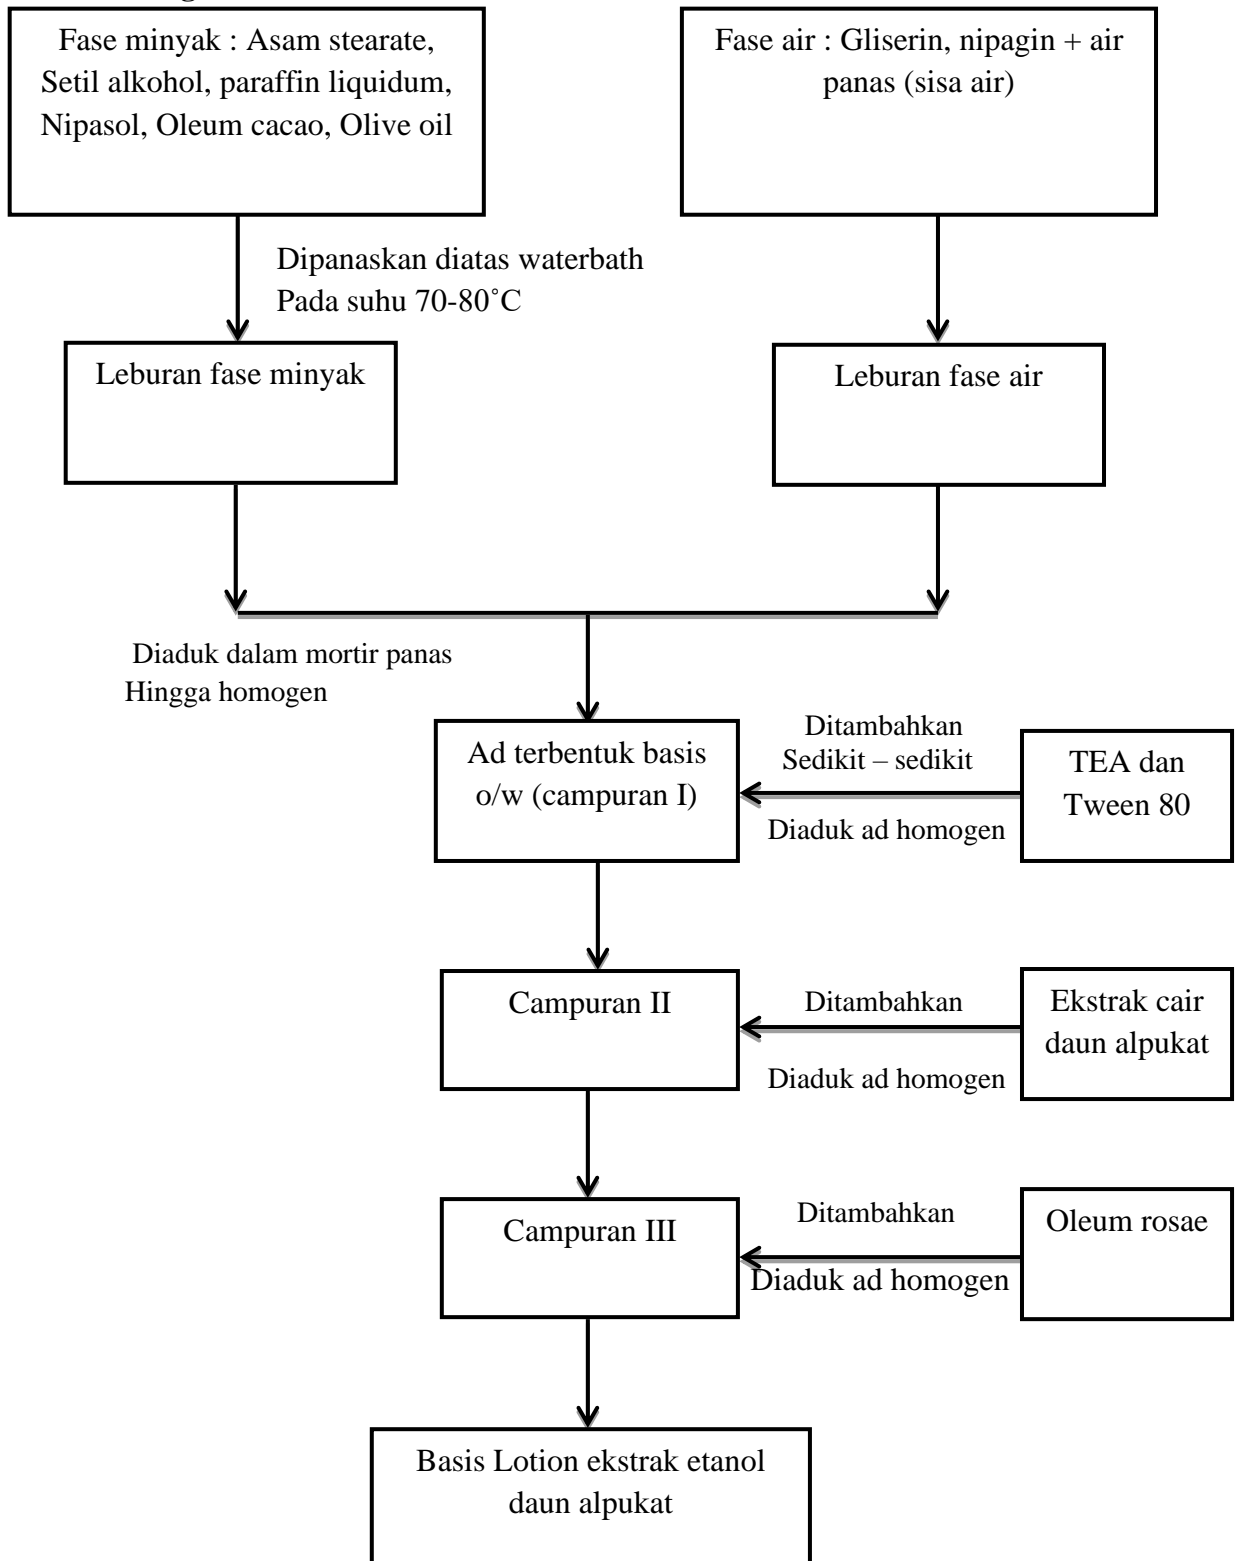 Fase minyak : Asam stearate,
Setil alkohol, paraffin liquidum,
Nipasol, Oleum cacao, Olive oil
Fase air : Gliserin, nipagin + air
panas (sisa air)
Dipanaskan diatas waterbath
Pada suhu 70-80˚C
Leburan fase minyak
Leburan fase air
Diaduk dalam mortir panas
Hingga homogen
Ad terbentuk basis
o/w (campuran I)
Ditambahkan
Sedikit – sedikit
Diaduk ad homogen
TEA dan
Tween 80
Campuran II
Ditambahkan
Diaduk ad homogen
Ekstrak cair
daun alpukat
Campuran III
Ditambahkan
Diaduk ad homogen
Oleum rosae
Basis Lotion ekstrak etanol
daun alpukat